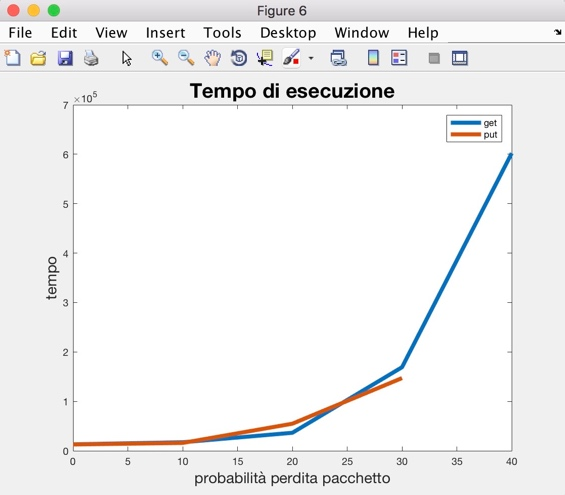 Figure 6
File Edit View Insert Tools Desktop Window Help
Tempo di esecuzione
×10⁵
7
6
5
4
3
2
1
0
tempo
get
put
0 5 10 15 20 25 30 35 40
probabilità perdita pacchetto